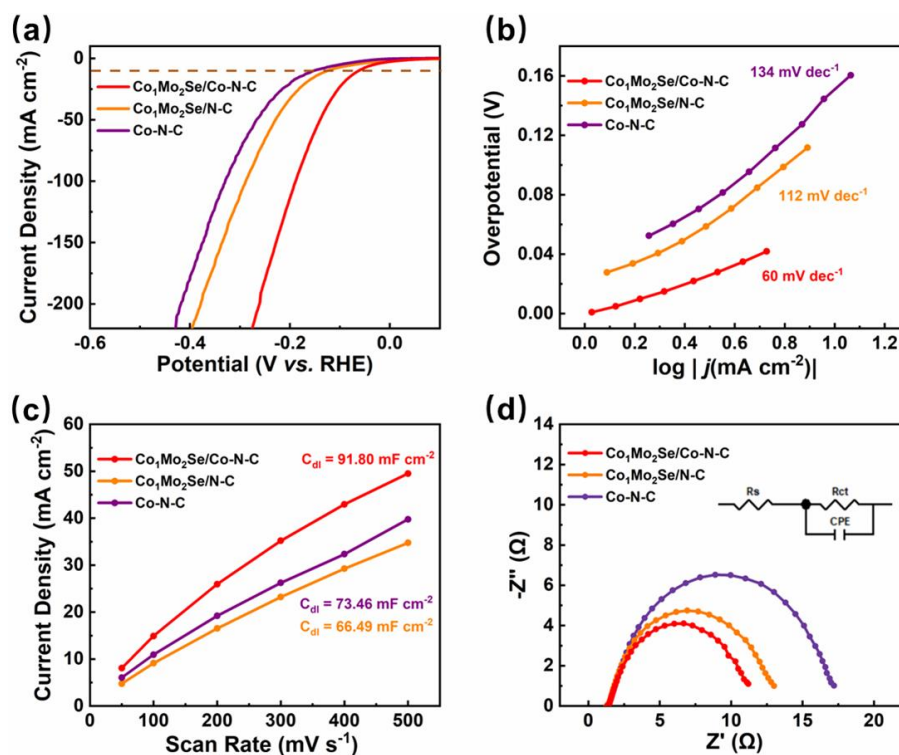 (a)
0
-50
-100
-150
-200
Current Density (mA cm⁻²)
Co₁Mo₂Se/Co-N-C
Co₁Mo₂Se/N-C
Co-N-C
-0.6
-0.4
-0.2
0.0
Potential (V vs. RHE)
(b)
0.16
0.12
0.08
0.04
0.00
Overpotential (V)
Co₁Mo₂Se/Co-N-C
Co₁Mo₂Se/N-C
Co-N-C
134 mV dec⁻¹
112 mV dec⁻¹
60 mV dec⁻¹
0.0
0.2
0.4
0.6
0.8
1.0
1.2
log | j(mA cm⁻²)|
(c)
60
50
40
30
20
10
0
Current Density (mA cm⁻²)
Co₁Mo₂Se/Co-N-C
Co₁Mo₂Se/N-C
Co-N-C
C_dl = 91.80 mF cm⁻²
C_dl = 73.46 mF cm⁻²
C_dl = 66.49 mF cm⁻²
0
100
200
300
400
500
Scan Rate (mV s⁻¹)
(d)
14
12
10
8
6
4
2
0
-Z'' (Ω)
Co₁Mo₂Se/Co-N-C
Co₁Mo₂Se/N-C
Co-N-C
Rs
Rct
CPE
0
5
10
15
20
Z' (Ω)